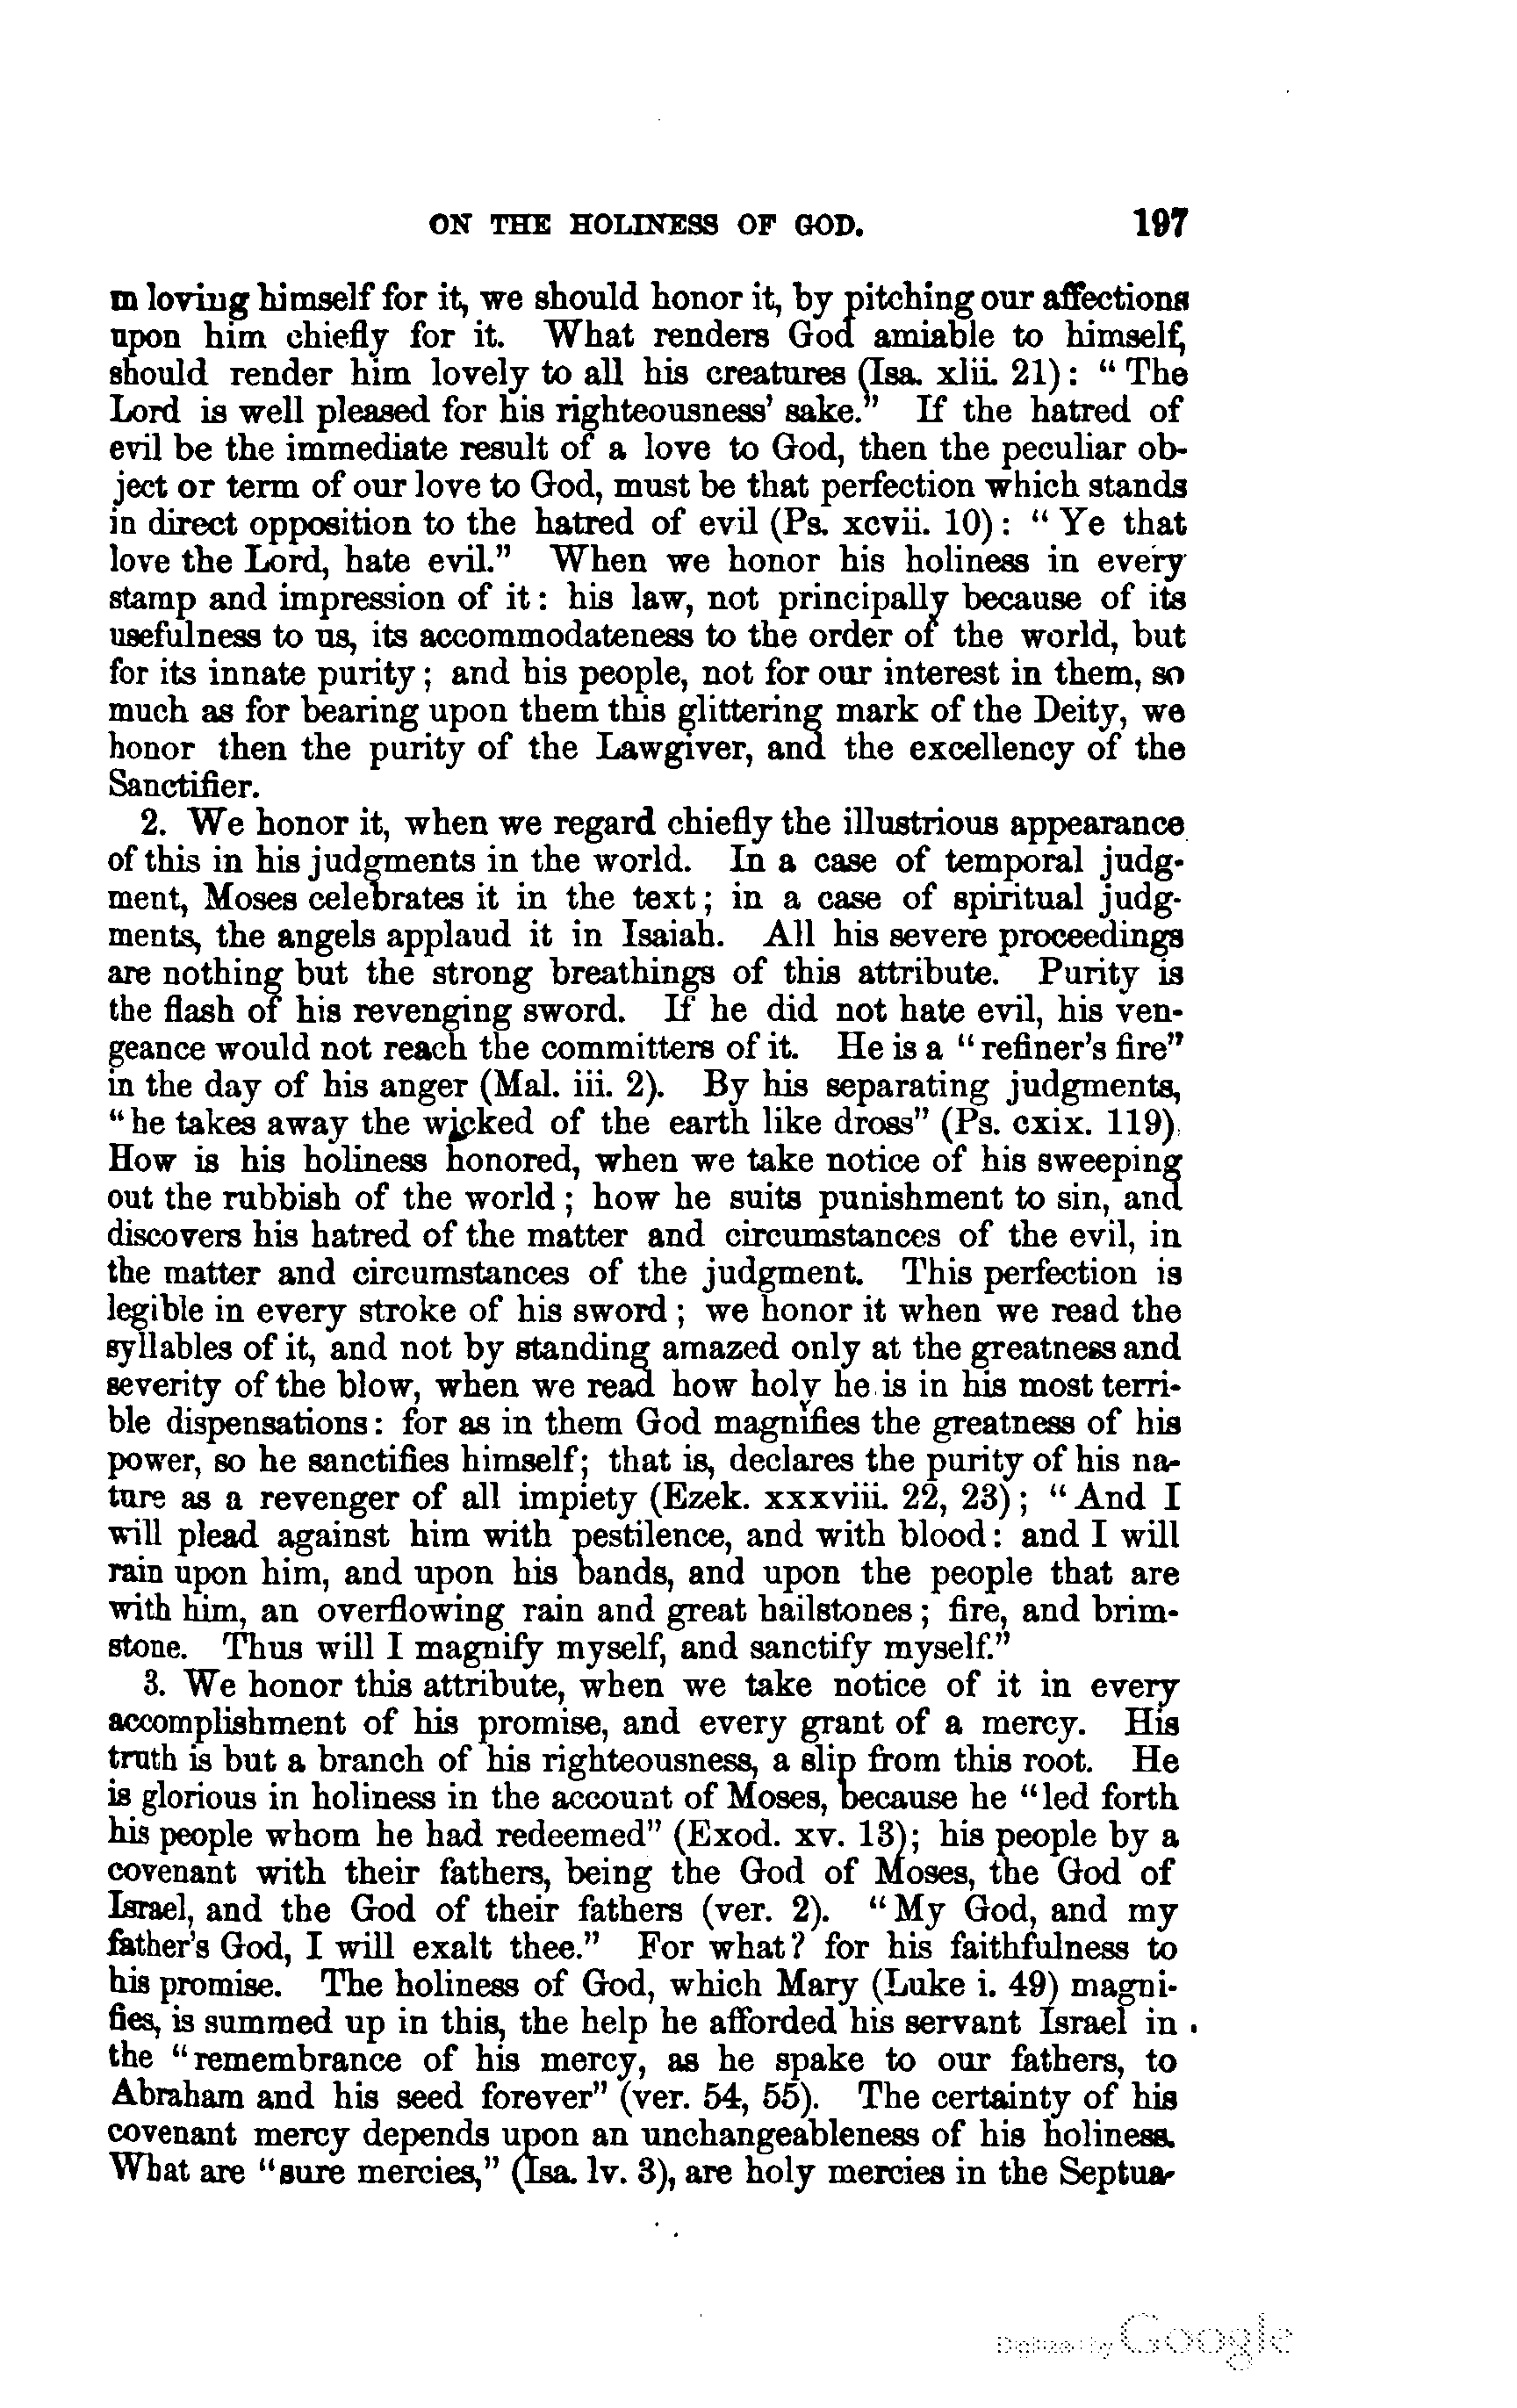 ON THE HOLINESS OF GOD. 197
in loving himself for it, we should honor it, by pitching our affections
upon him chiefly for it. What renders God amiable to himself,
should render him lovely to all his creatures (Isa. xlii. 21): “The
Lord is well pleased for his righteousness’ sake.” If the hatred of
evil be the immediate result of a love to God, then the peculiar ob-
ject or term of our love to God, must be that perfection which stands
in direct opposition to the hatred of evil (Ps. xcvii. 10): “Ye that
love the Lord, hate evil.” When we honor his holiness in every
stamp and impression of it: his law, not principally because of its
usefulness to us, its accommodateness to the order of the world, but
for its innate purity; and his people, not for our interest in them, so
much as for bearing upon them this glittering mark of the Deity, we
honor then the purity of the Lawgiver, and the excellency of the
Sanctifier.
2. We honor it, when we regard chiefly the illustrious appearance
of this in his judgments in the world. In a case of temporal judg-
ment, Moses celebrates it in the text; in a case of spiritual judg-
ments, the angels applaud it in Isaiah. All his severe proceedings
are nothing but the strong breathings of this attribute. Purity is
the flash of his revenging sword. If he did not hate evil, his ven-
geance would not reach the committers of it. He is a “refiner’s fire”
in the day of his anger (Mal. iii. 2). By his separating judgments,
“he takes away the wicked of the earth like dross” (Ps. cxix. 119).
How is his holiness honored, when we take notice of his sweeping
out the rubbish of the world; how he suits punishment to sin, and
discovers his hatred of the matter and circumstances of the evil, in
the matter and circumstances of the judgment. This perfection is
legible in every stroke of his sword; we honor it when we read the
syllables of it, and not by standing amazed only at the greatness and
severity of the blow, when we read how holy he is in his most terri-
ble dispensations: for as in them God magnifies the greatness of his
power, so he sanctifies himself; that is, declares the purity of his na-
ture as a revenger of all impiety (Ezek. xxxviii. 22, 23); “And I
will plead against him with pestilence, and with blood: and I will
rain upon him, and upon his bands, and upon the people that are
with him, an overflowing rain and great hailstones; fire, and brim-
stone. Thus will I magnify myself, and sanctify myself.”
3. We honor this attribute, when we take notice of it in every
accomplishment of his promise, and every grant of a mercy. His
truth is but a branch of his righteousness, a slip from this root. He
is glorious in holiness in the account of Moses, because he “led forth
his people whom he had redeemed” (Exod. xv. 13); his people by a
covenant with their fathers, being the God of Moses, the God of
Israel, and the God of their fathers (ver. 2). “My God, and my
father’s God, I will exalt thee.” For what? for his faithfulness to
his promise. The holiness of God, which Mary (Luke i. 49) magni-
fies, is summed up in this, the help he afforded his servant Israel in
the “remembrance of his mercy, as he spake to our fathers, to
Abraham and his seed forever” (ver. 54, 55). The certainty of his
covenant mercy depends upon an unchangeableness of his holiness.
What are “sure mercies,” (Isa. lv. 3), are holy mercies in the Septua-
Digitized by Google